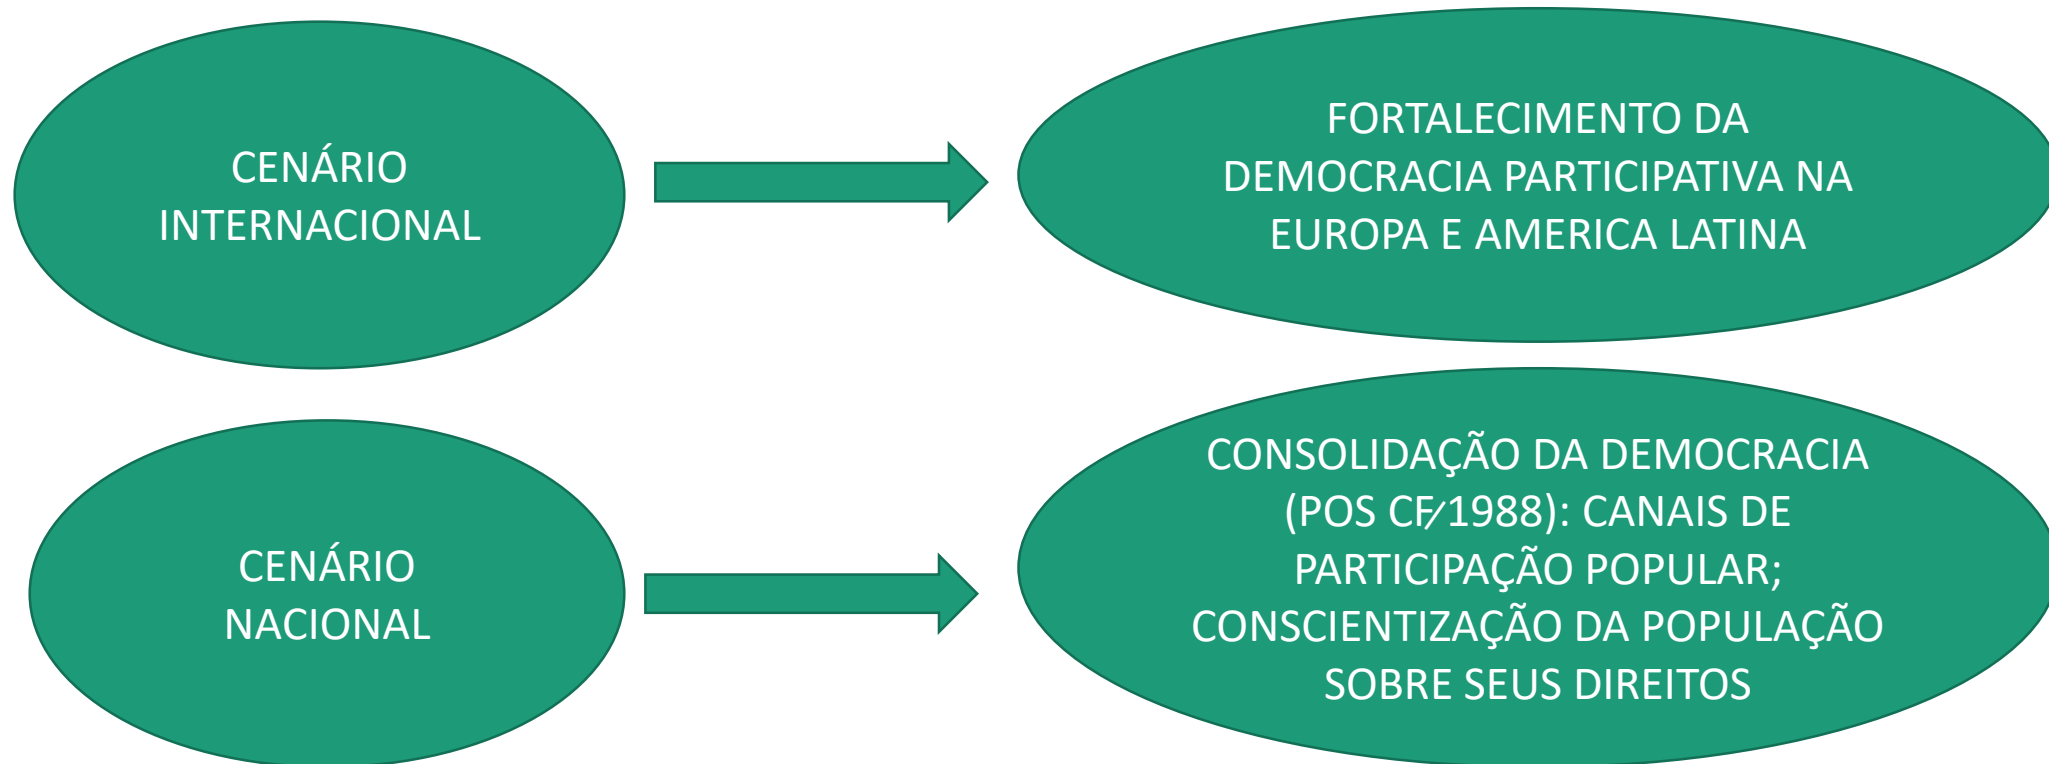 CENÁRIO
INTERNACIONAL
FORTALECIMENTO DA
DEMOCRACIA PARTICIPATIVA NA
EUROPA E AMERICA LATINA
CENÁRIO
NACIONAL
CONSOLIDAÇÃO DA DEMOCRACIA
(POS CF∕1988): CANAIS DE
PARTICIPAÇÃO POPULAR;
CONSCIENTIZAÇÃO DA POPULAÇÃO
SOBRE SEUS DIREITOS